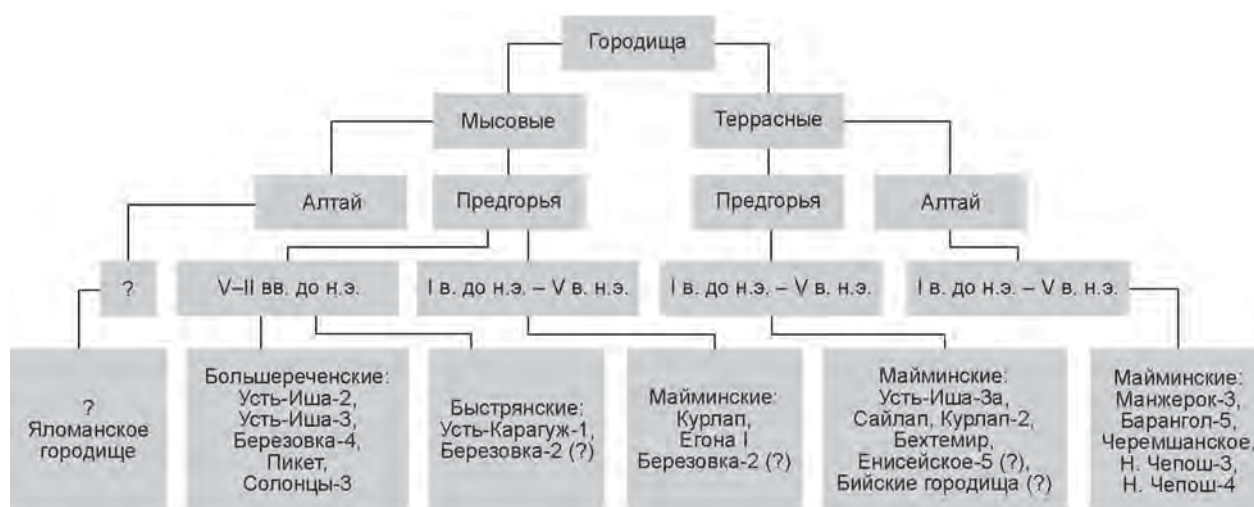 Городища
Мысовые
Террасные
Алтай
Предгорья
Предгорья
Алтай
?
V–II вв. до н.э.
I в. до н.э. – V в. н.э.
I в. до н.э. – V в. н.э.
I в. до н.э. – V в. н.э.
?
Яломанское
городище
Большереченские:
Усть-Иша-2,
Усть-Иша-3,
Березовка-4,
Пикет,
Солонцы-3
Быстрянские:
Усть-Карагуж-1,
Березовка-2 (?)
Майминские:
Курлап,
Егона I
Березовка-2 (?)
Майминские:
Усть-Иша-3а,
Сайлап, Курлап-2,
Бехтемир,
Енисейское-5 (?),
Бийские городища (?)
Майминские:
Манжерок-3,
Барангол-5,
Черемшанское,
Н. Чепош-3,
Н. Чепош-4